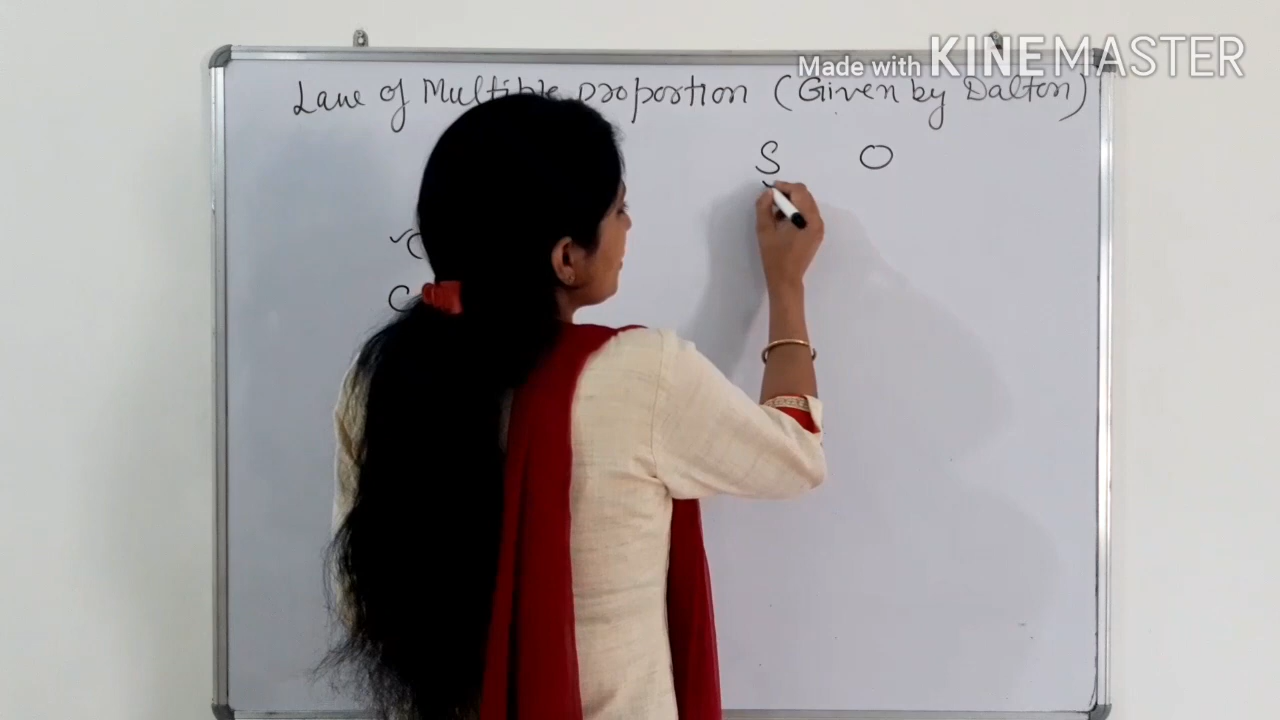 Made with KINEMASTER
Law of Multiple proportion (Given by Dalton)
S O
C
C